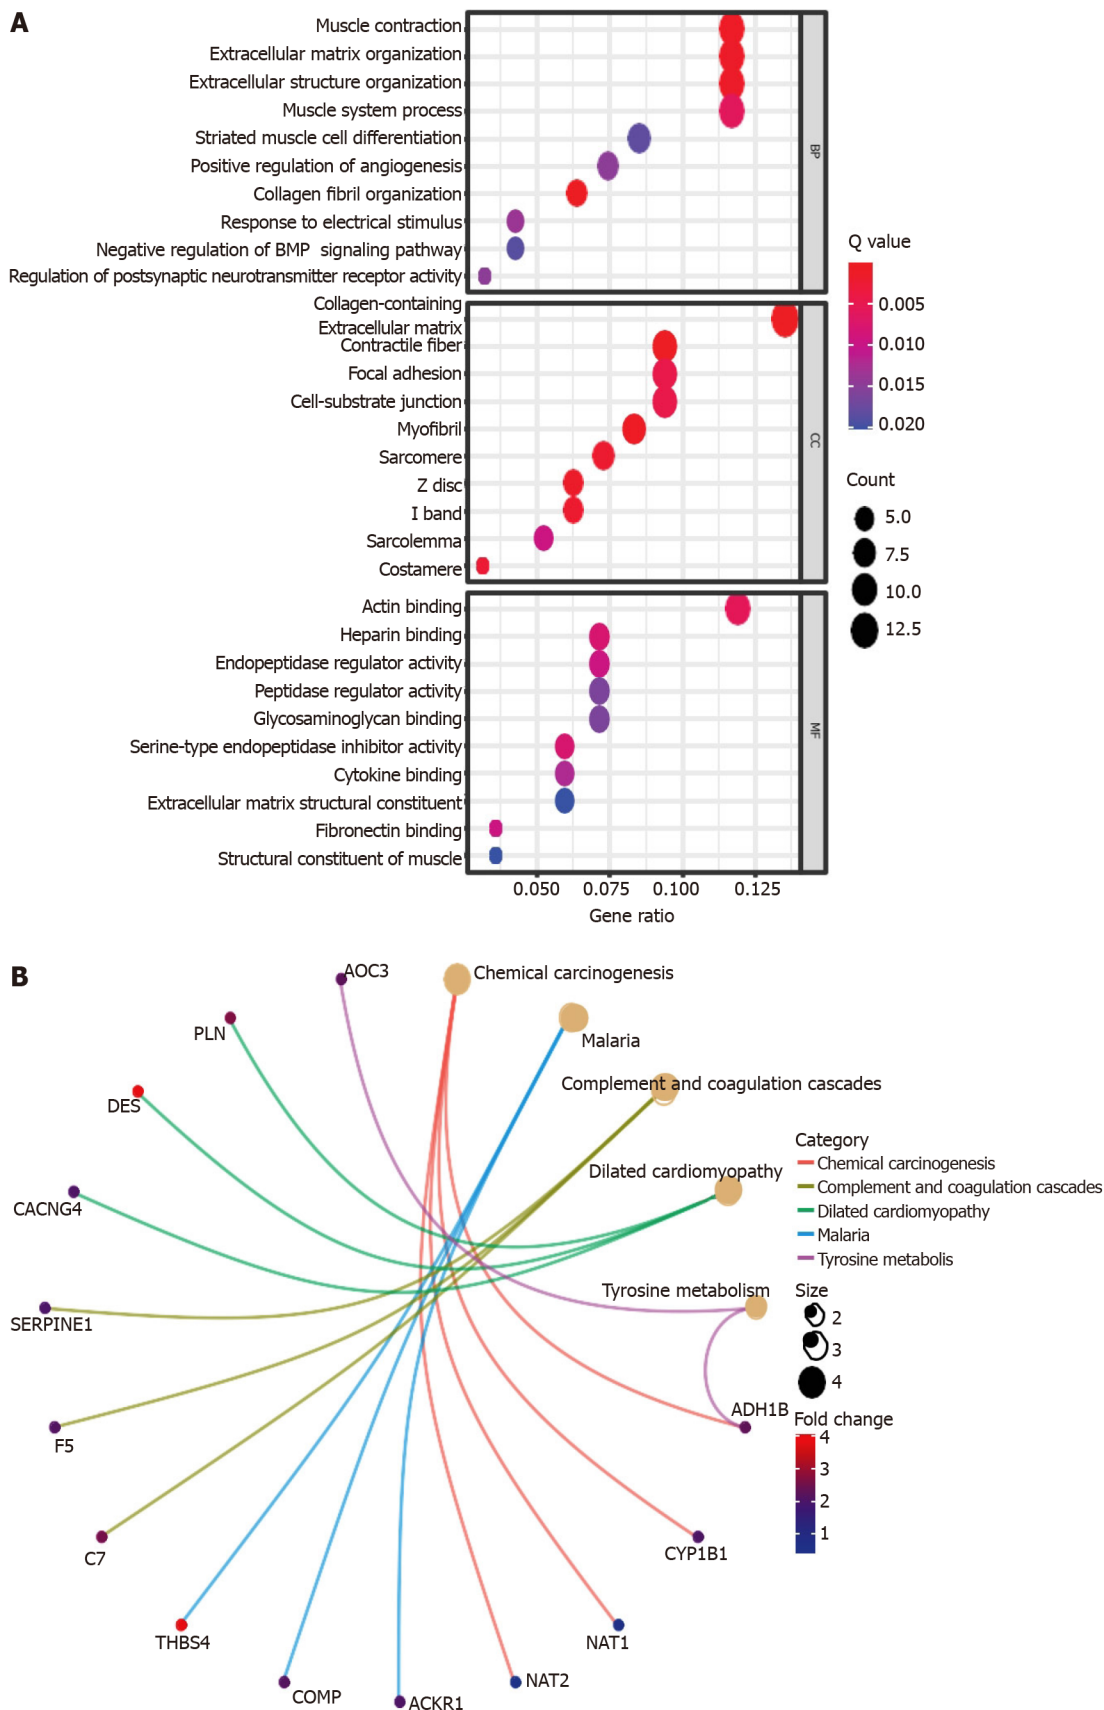 A
Muscle contraction
Extracellular matrix organization
Extracellular structure organization
Muscle system process
Striated muscle cell differentiation
Positive regulation of angiogenesis
Collagen fibril organization
Response to electrical stimulus
Negative regulation of BMP signaling pathway
Regulation of postsynaptic neurotransmitter receptor activity
BP
Collagen-containing
Extracellular matrix
Contractile fiber
Focal adhesion
Cell-substrate junction
Myofibril
Sarcomere
Z disc
I band
Sarcolemma
Costamere
CC
Actin binding
Heparin binding
Endopeptidase regulator activity
Peptidase regulator activity
Glycosaminoglycan binding
Serine-type endopeptidase inhibitor activity
Cytokine binding
Extracellular matrix structural constituent
Fibronectin binding
Structural constituent of muscle
MF
0.050 0.075 0.100 0.125
Gene ratio
Q value
0.005
0.010
0.015
0.020
Count
5.0
7.5
10.0
12.5
B
AOC3
Chemical carcinogenesis
PLN
Malaria
Complement and coagulation cascades
DES
Dilated cardiomyopathy
CACNG4
Tyrosine metabolism
SERPINE1
ADH1B
F5
CYP1B1
C7
NAT1
THBS4
NAT2
COMP
ACKR1
Category
Chemical carcinogenesis
Complement and coagulation cascades
Dilated cardiomyopathy
Malaria
Tyrosine metabolis
Size
2
3
4
Fold change
4
3
2
1